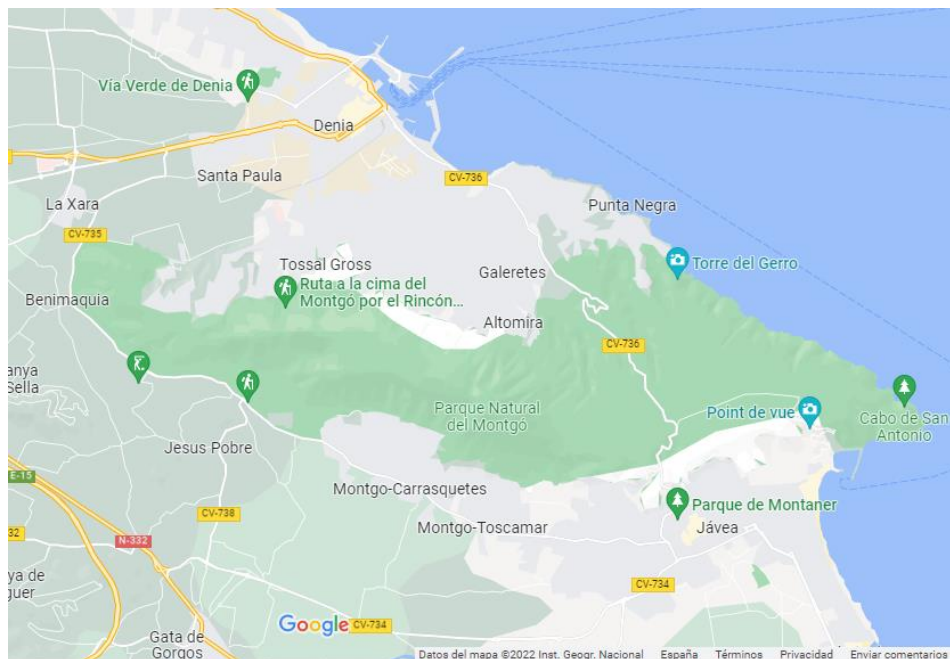 Vía Verde de Denia
Denia
Santa Paula
CV-736
La Xara
Punta Negra
CV-735
Tossal Gross
Galeretes
Torre del Gerro
Ruta a la cima del
Montgó por el Rincón...
Benimaquia
Altomira
CV-736
anya
Sella
Parque Natural
del Montgó
Point de vue
Cabo de San
Antonio
Jesus Pobre
E-15
Montgo-Carrasquetes
Parque de Montaner
CV-738
Montgo-Toscamar
Jávea
32
N-332
ya de
guer
CV-734
Google
CV-734
Gata de
Gorgos
Datos del mapa ©2022 Inst. Geogr. Nacional España Términos Privacidad Enviar comentarios